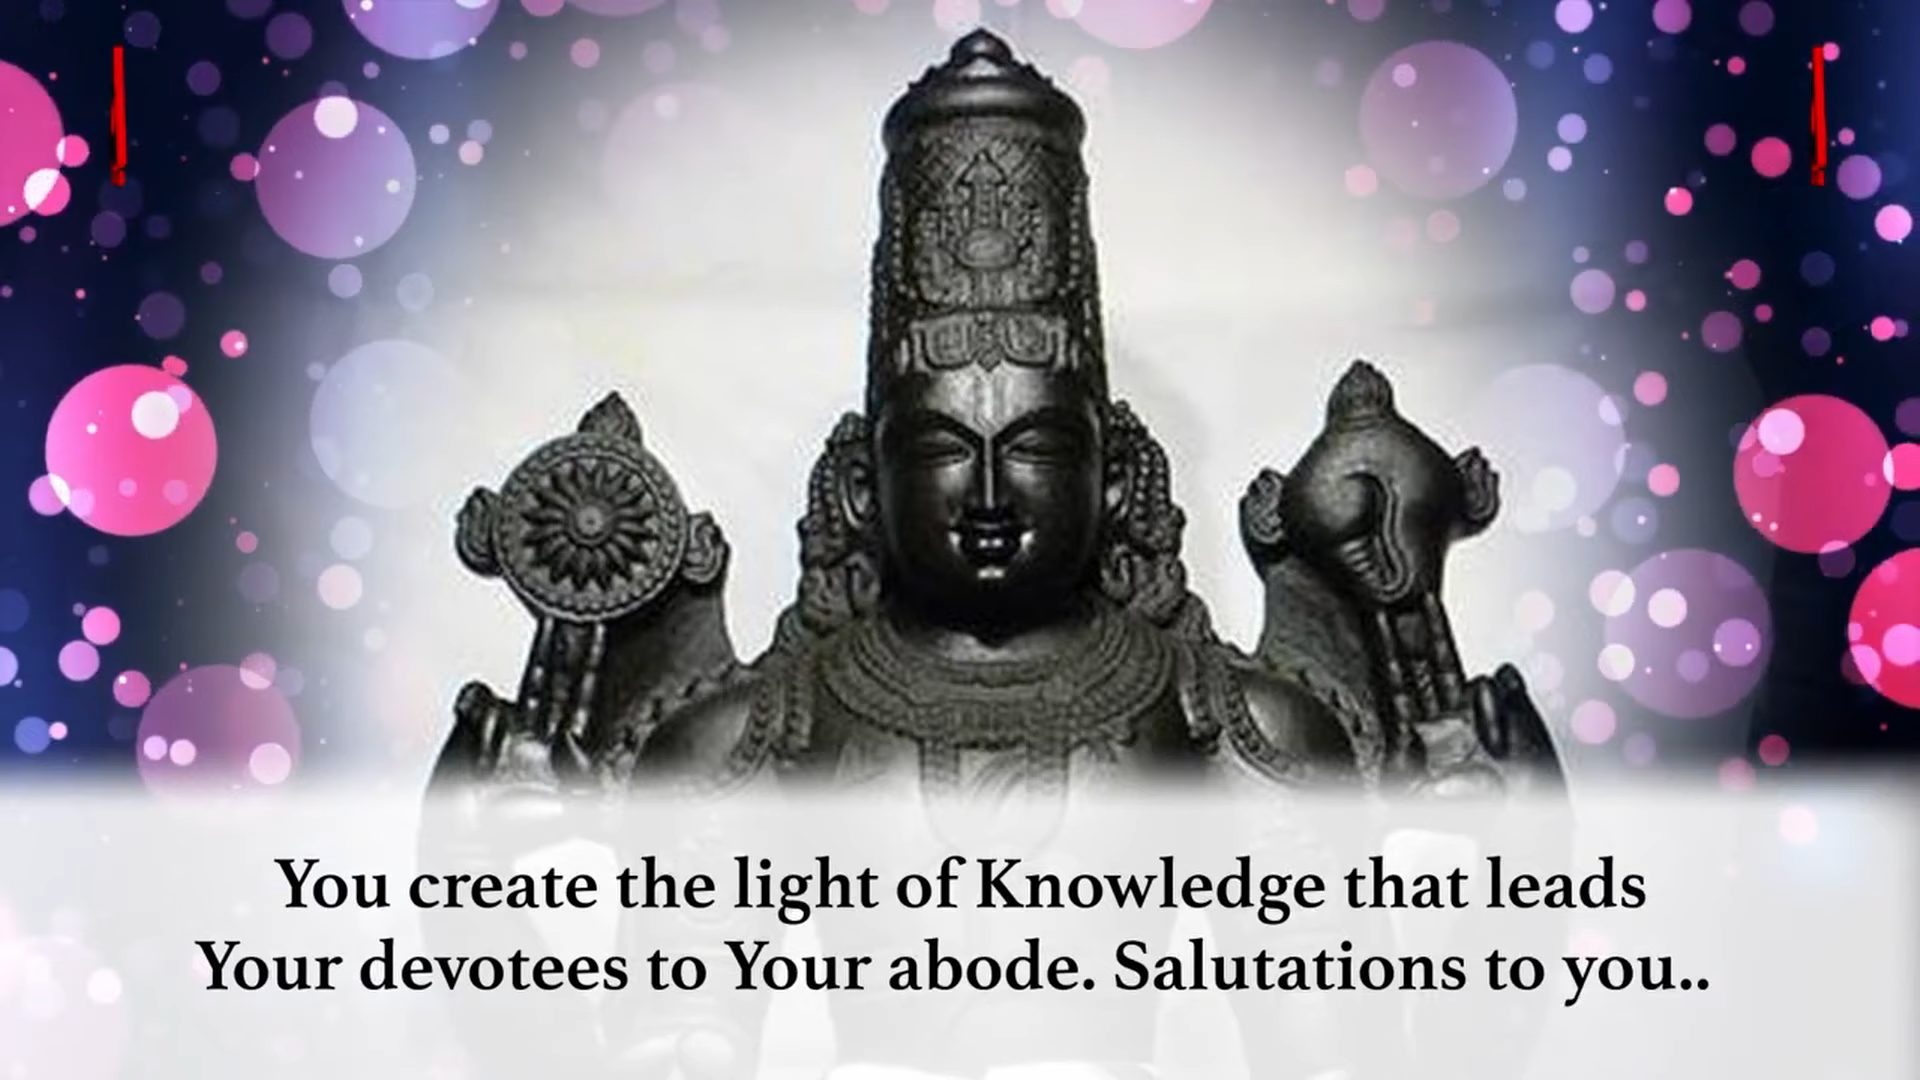 You create the light of Knowledge that leads
Your devotees to Your abode. Salutations to you..